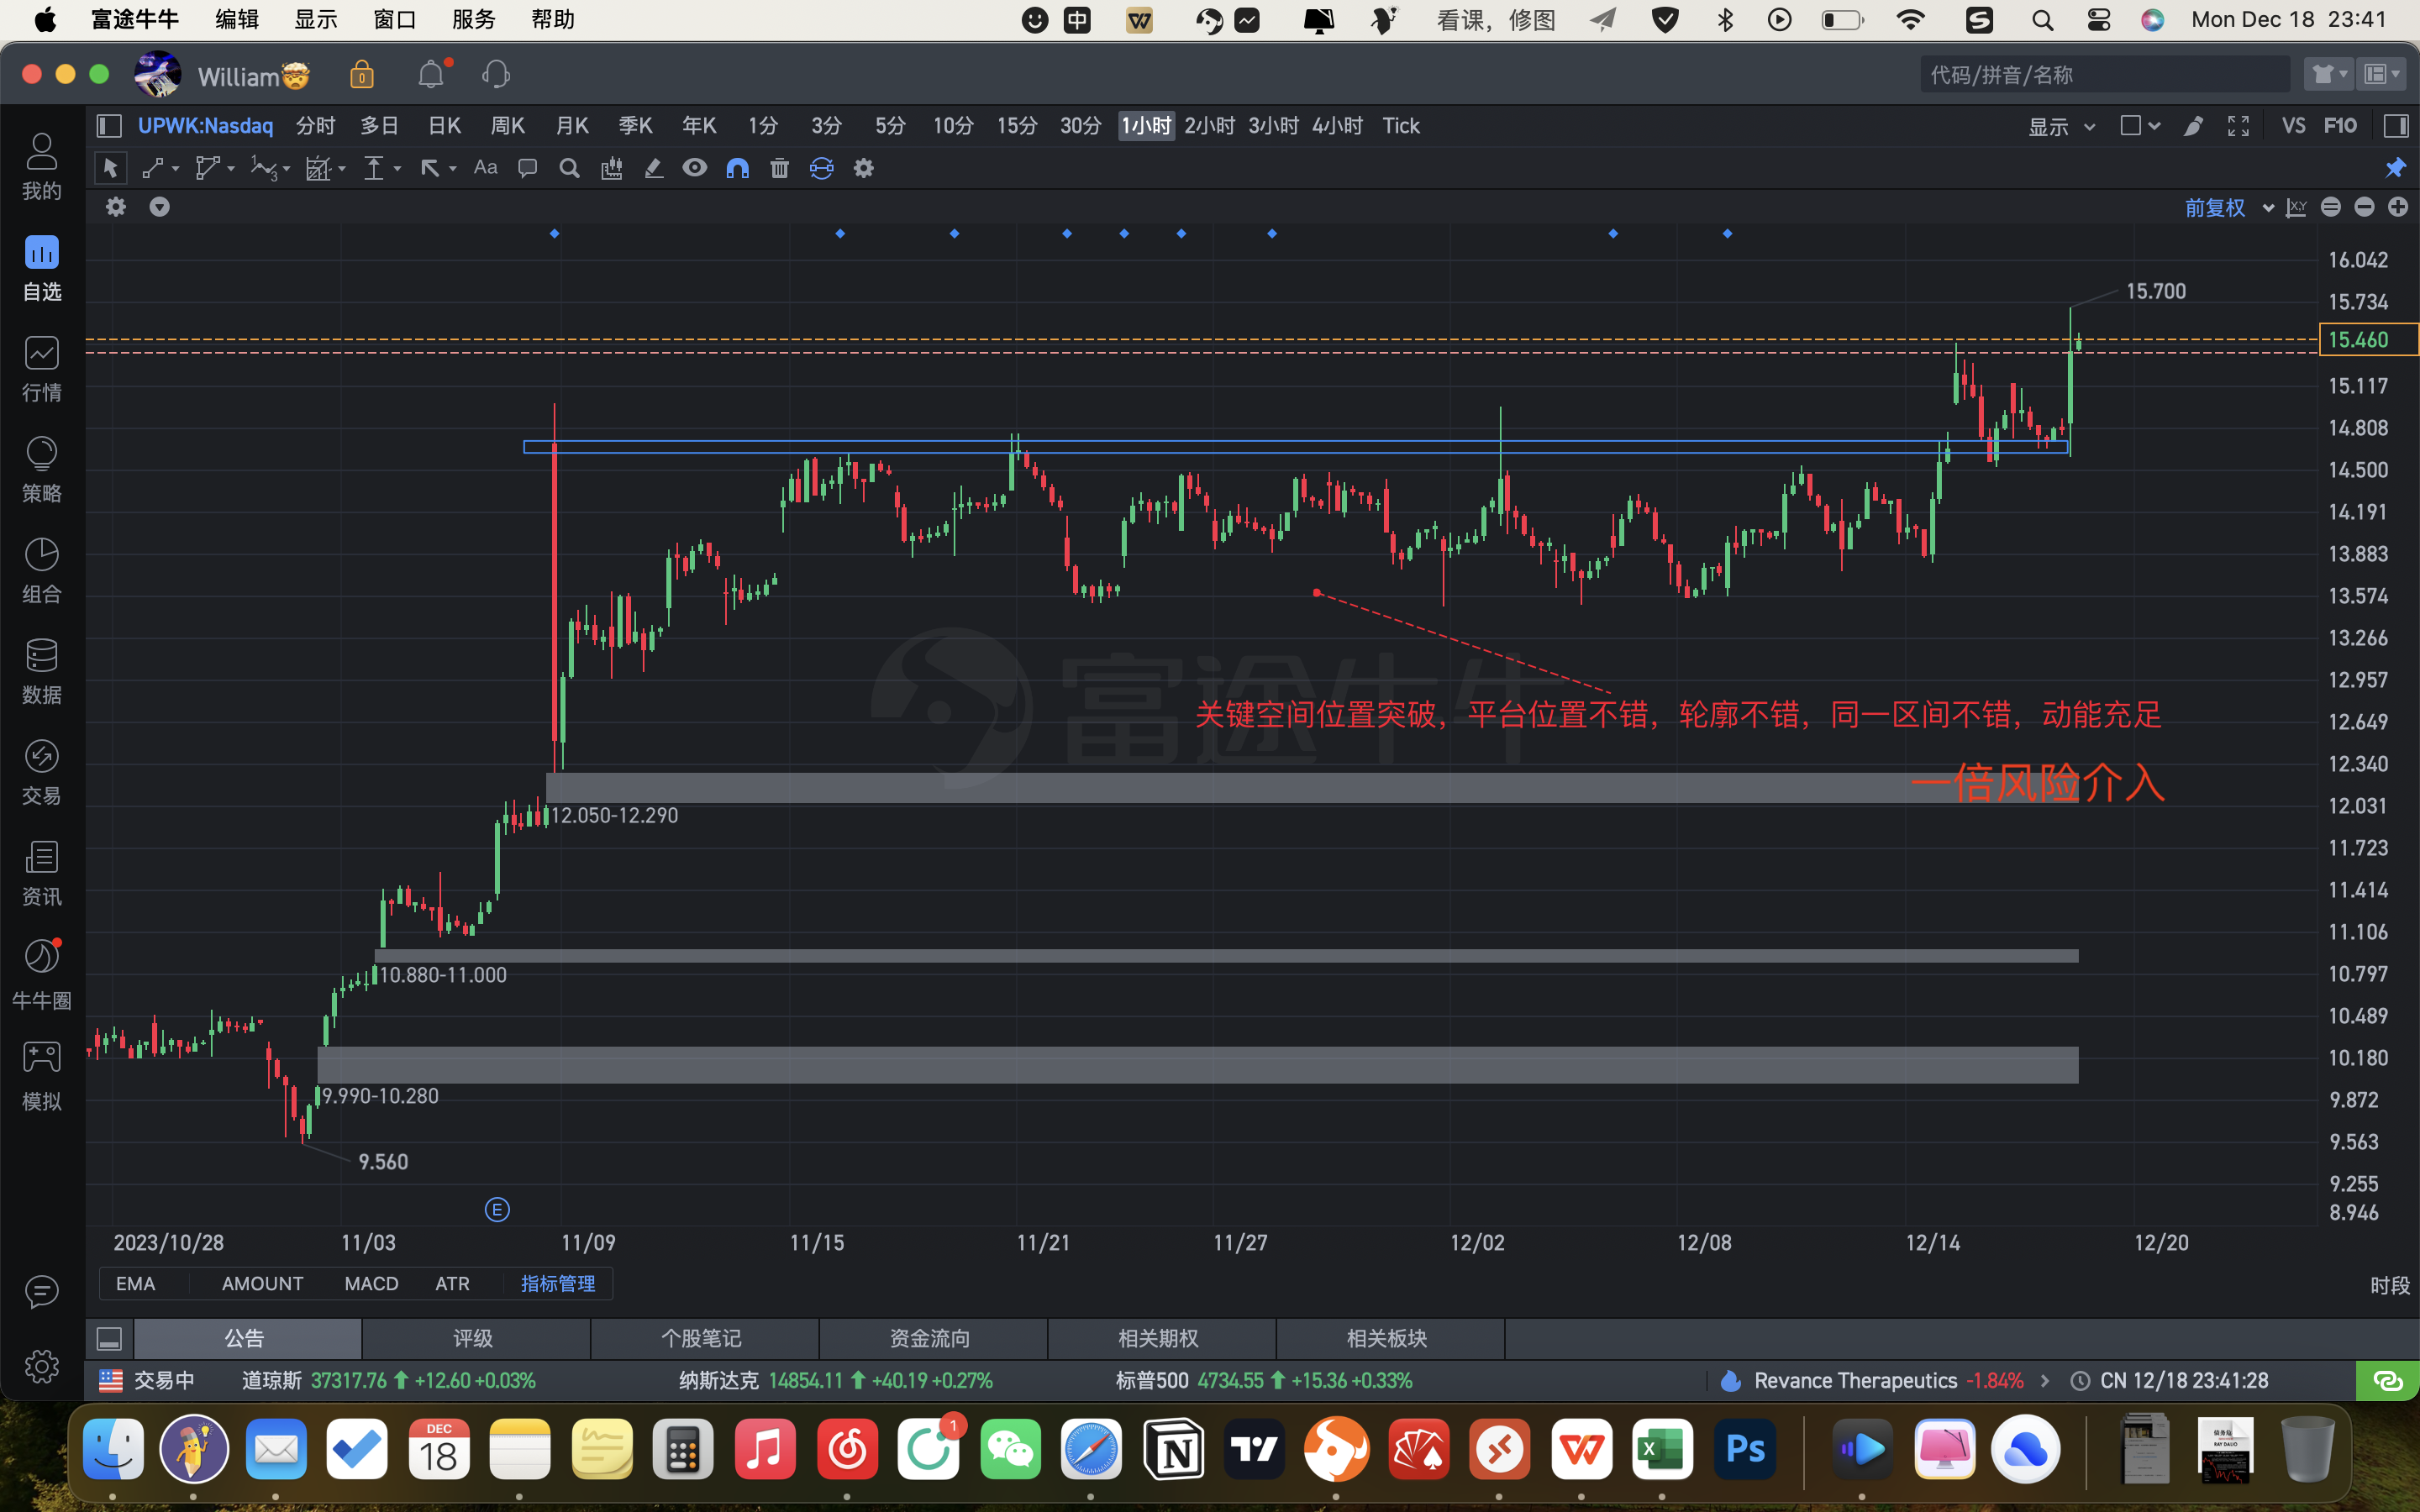 富途牛牛 编辑 显示 窗口 服务 帮助 中 看课，修图 Mon Dec 18 23:41
William 代码/拼音/名称
UPWK:Nasdaq 分时 多日 日K 周K 月K 季K 年K 1分 3分 5分 10分 15分 30分 1小时 2小时 3小时 4小时 Tick 显示 VS F10
Aa
前复权
我的
自选
行情
策略
组合
数据
交易
资讯
牛牛圈
模拟
16.042
15.734
15.460
15.117
14.808
14.500
14.191
13.883
13.574
13.266
12.957
12.649
12.340
12.031
11.723
11.414
11.106
10.797
10.489
10.180
9.872
9.563
9.255
8.946
15.700
富途牛牛
关键空间位置突破，平台位置不错，轮廓不错，同一区间不错，动能充足
一倍风险介入
12.050-12.290
10.880-11.000
9.990-10.280
9.560
E
2023/10/28 11/03 11/09 11/15 11/21 11/27 12/02 12/08 12/14 12/20
EMA AMOUNT MACD ATR 指标管理 时段
公告 评级 个股笔记 资金流向 相关期权 相关板块
交易中 道琼斯 37317.76 +12.60 +0.03% 纳斯达克 14854.11 +40.19 +0.27% 标普500 4734.55 +15.36 +0.33% Revance Therapeutics -1.84% CN 12/18 23:41:28
DEC
18
1
Ps
RAY DALIO